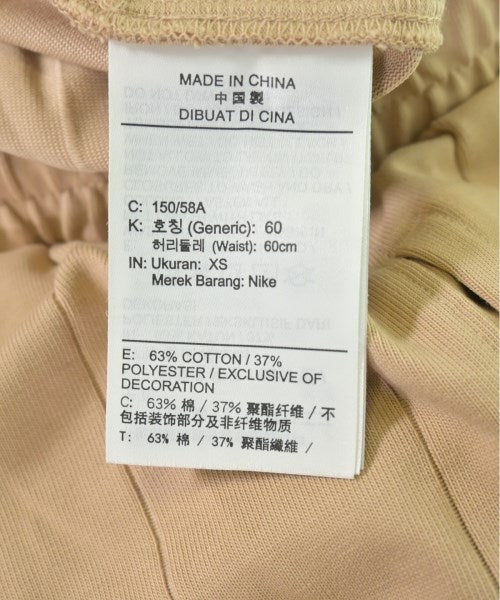 MADE IN CHINA
中国製
DIBUAT DI CINA
C: 150/58A
K: 호칭 (Generic): 60
허리둘레 (Waist): 60cm
IN: Ukuran: XS
Merek Barang: Nike
E: 63% COTTON / 37%
POLYESTER / EXCLUSIVE OF
DECORATION
C: 63% 棉 / 37% 聚酯纤维 / 不
包括装饰部分及非纤维物质
T: 63% 棉 / 37% 聚酯纖維 /